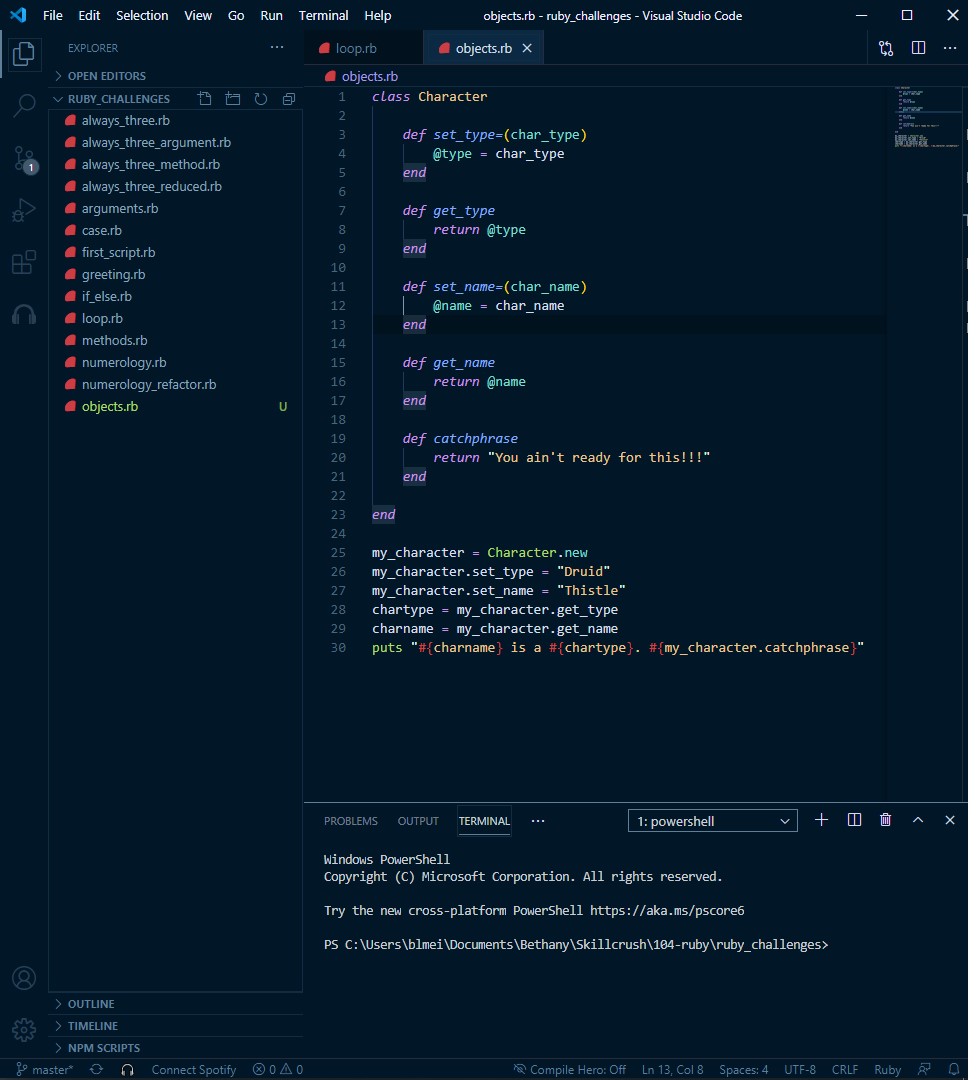 File Edit Selection View Go Run Terminal Help objects.rb - ruby_challenges - Visual Studio Code
EXPLORER
OPEN EDITORS
RUBY_CHALLENGES
always_three.rb
always_three_argument.rb
always_three_method.rb
always_three_reduced.rb
arguments.rb
case.rb
first_script.rb
greeting.rb
if_else.rb
loop.rb
methods.rb
numerology.rb
numerology_refactor.rb
objects.rb U
1
OUTLINE
TIMELINE
NPM SCRIPTS
loop.rb objects.rb
objects.rb
1 class Character
2
3 def set_type=(char_type)
4 @type = char_type
5 end
6
7 def get_type
8 return @type
9 end
10
11 def set_name=(char_name)
12 @name = char_name
13 end
14
15 def get_name
16 return @name
17 end
18
19 def catchphrase
20 return "You ain't ready for this!!!"
21 end
22
23 end
24
25 my_character = Character.new
26 my_character.set_type = "Druid"
27 my_character.set_name = "Thistle"
28 chartype = my_character.get_type
29 charname = my_character.get_name
30 puts "#{charname} is a #{chartype}. #{my_character.catchphrase}"
PROBLEMS OUTPUT TERMINAL ... 1: powershell
Windows PowerShell
Copyright (C) Microsoft Corporation. All rights reserved.
Try the new cross-platform PowerShell https://aka.ms/pscore6
PS C:\Users\blmei\Documents\Bethany\Skillcrush\104-ruby\ruby_challenges>
master* Connect Spotify 0 0 Compile Hero: Off Ln 13, Col 8 Spaces: 4 UTF-8 CRLF Ruby